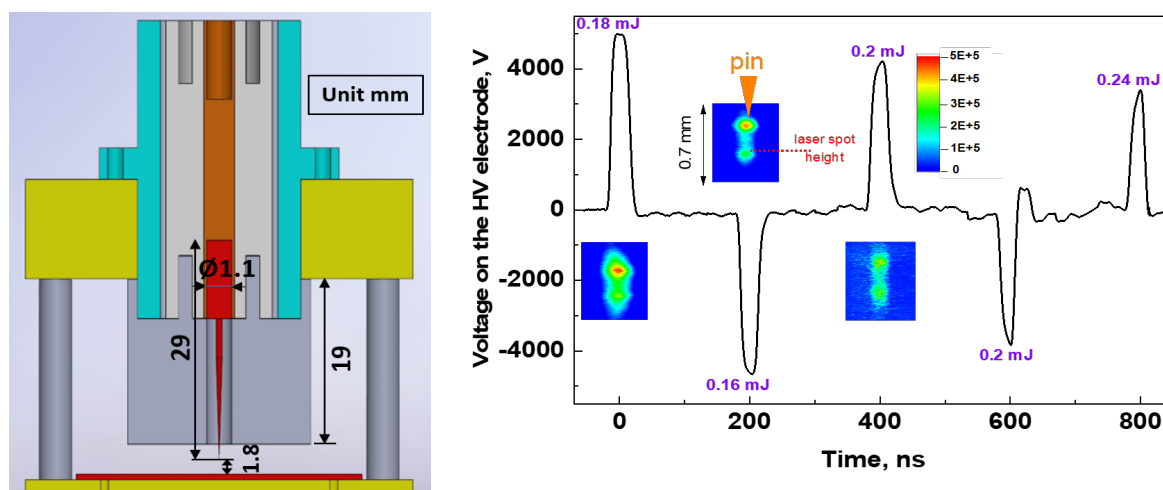 Unit mm
Ø1.1
29
19
1.8
Voltage on the HV electrode, V
4000
2000
0
-2000
-4000
0.18 mJ
0.2 mJ
0.24 mJ
0.16 mJ
0.2 mJ
pin
0.7 mm
laser spot
height
5E+5
4E+5
3E+5
2E+5
1E+5
0
0
200
400
600
800
Time, ns